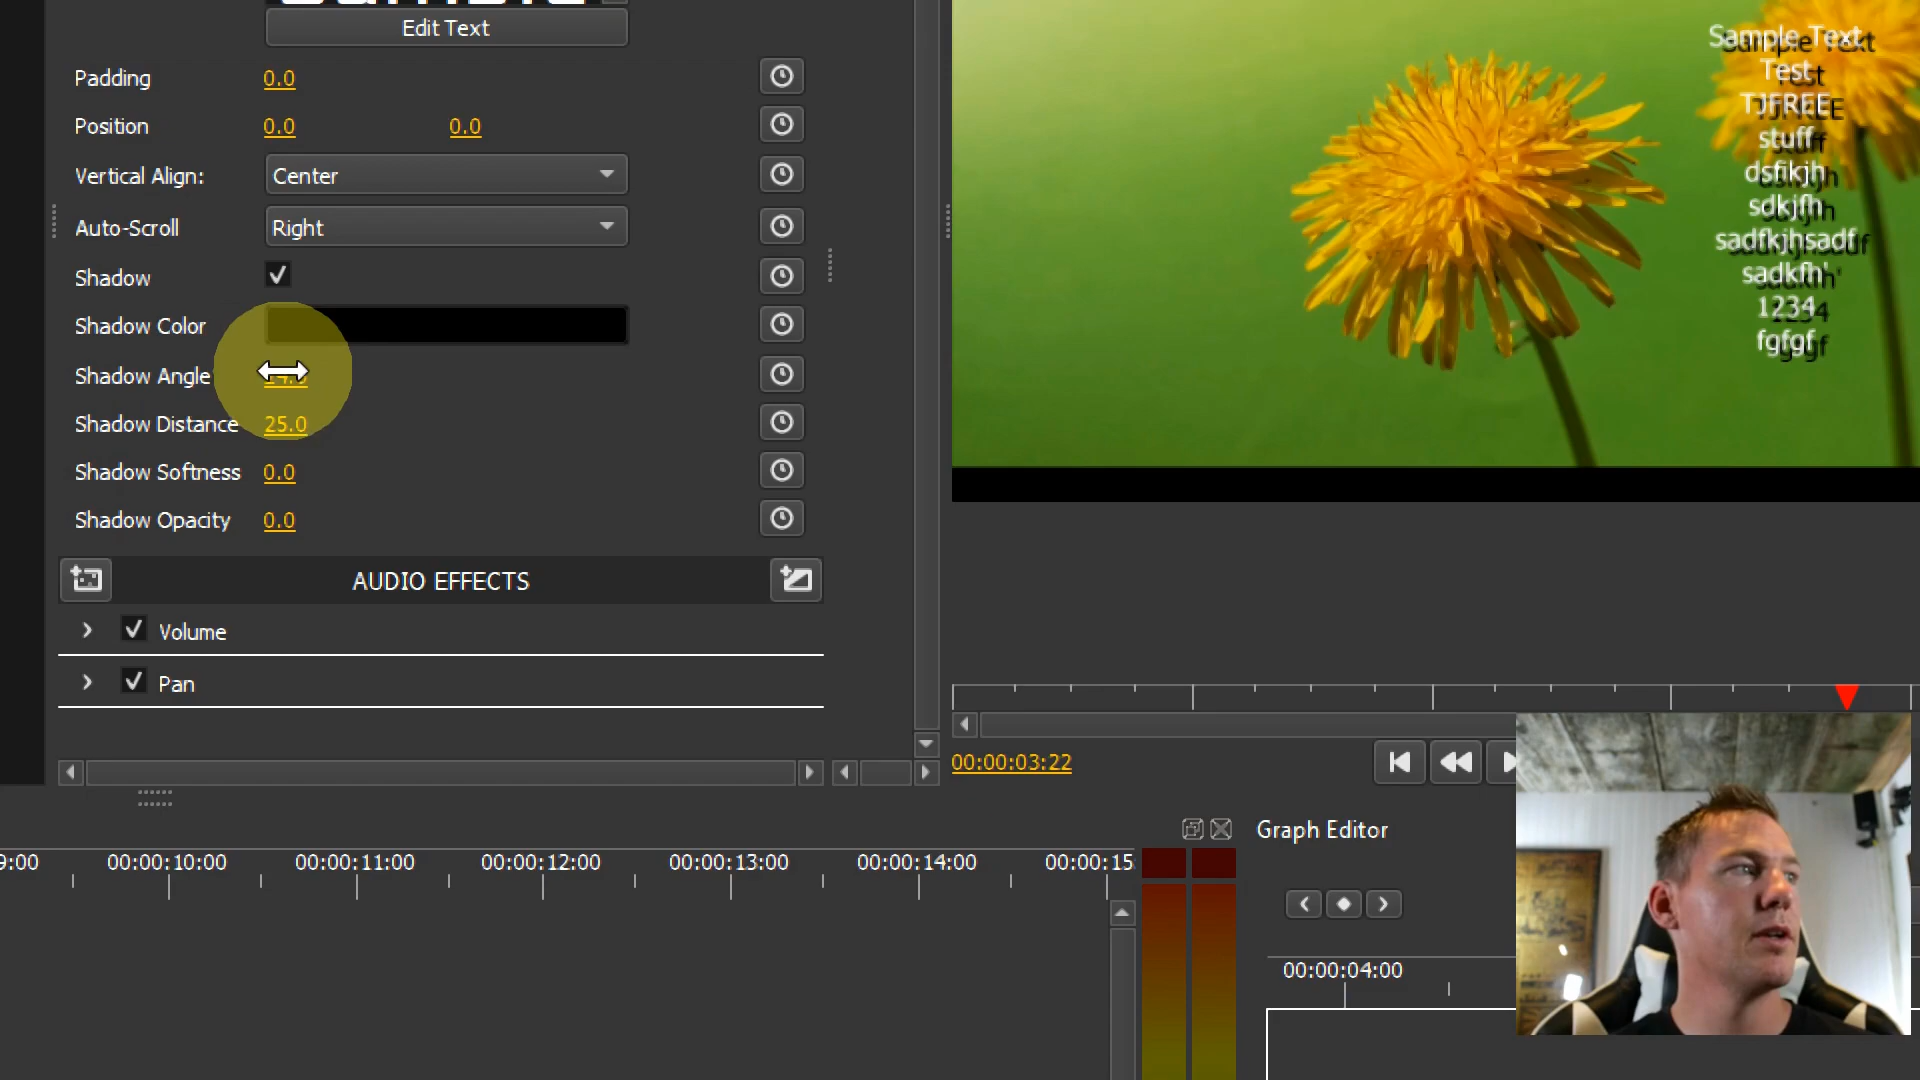 Edit Text
Padding 0.0
Position 0.0 0.0
Vertical Align: Center
Auto-Scroll Right
Shadow
Shadow Color
Shadow Angle
Shadow Distance 25.0
Shadow Softness 0.0
Shadow Opacity 0.0
AUDIO EFFECTS
Volume
Pan
Sample Text
Test
TJFREE
stuff
dsfikjh
sdkjfh
sadfkjhsadf
sadkfh'
1234
fgfgf
00:00:03:22
Graph Editor
9:00 00:00:10:00 00:00:11:00 00:00:12:00 00:00:13:00 00:00:14:00 00:00:15
00:00:04:00